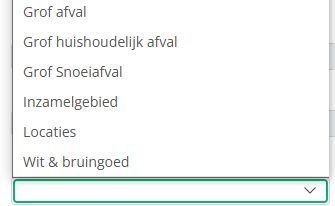 Grof afval
Grof huishoudelijk afval
Grof Snoeiafval
Inzamelgebied
Locaties
Wit & bruingoed